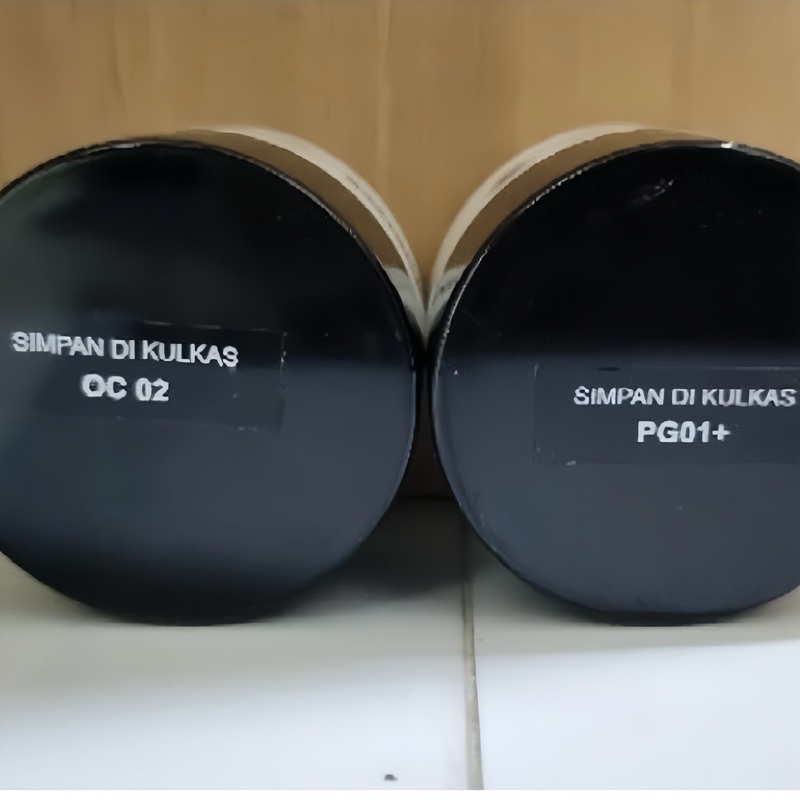 SIMPAN DI KULKAS
OC 02
SIMPAN DI KULKAS
PG01+